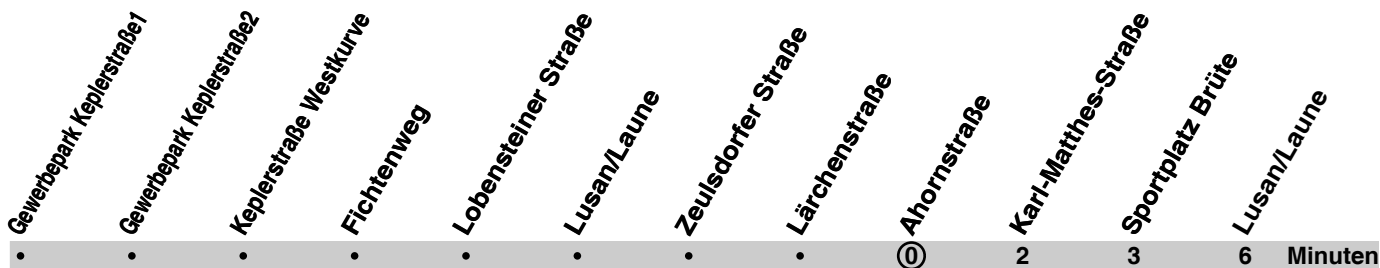 Gewerbepark Keplerstraße1
Gewerbepark Keplerstraße2
Keplerstraße Westkurve
Fichtenweg
Lobensteiner Straße
Lusan/Laune
Zeulsdorfer Straße
Lärchenstraße
Ahornstraße
Karl-Matthes-Straße
Sportplatz Brüte
Lusan/Laune
• • • • • • • • 0 2 3 6 Minuten